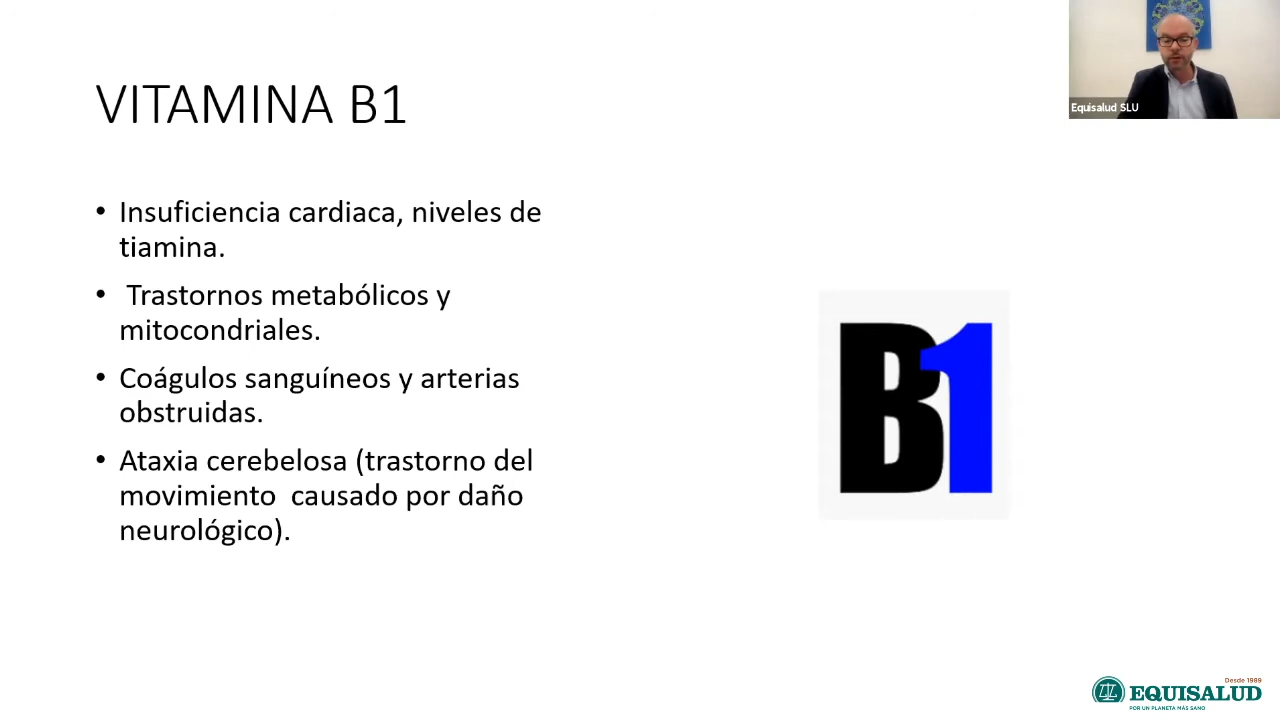 VITAMINA B1
Equisalud SLU
• Insuficiencia cardiaca, niveles de
tiamina.
• Trastornos metabólicos y
mitocondriales.
• Coágulos sanguíneos y arterias
obstruidas.
• Ataxia cerebelosa (trastorno del
movimiento  causado por daño
neurológico).
B1
Desde 1989
EQUISALUD
POR UN PLANETA MÁS SANO